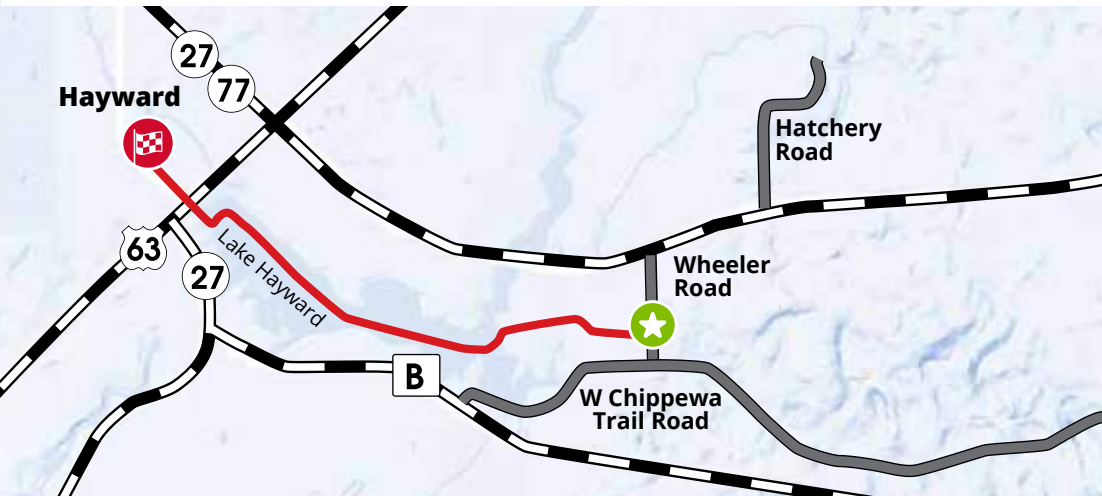 27
77
Hayward
Hatchery
Road
63
27
Lake Hayward
Wheeler
Road
B
W Chippewa
Trail Road